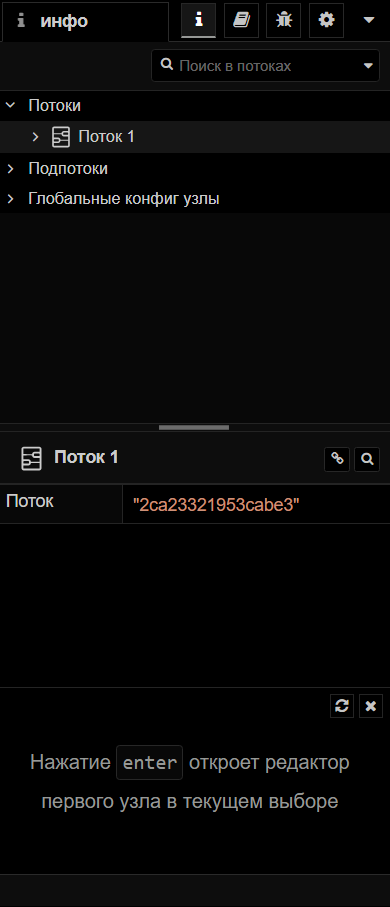 инфо
Поиск в потоках
Потоки
Поток 1
Подпотоки
Глобальные конфиг узлы
Поток 1
Поток "2ca23321953cabe3"
Нажатие enter откроет редактор
первого узла в текущем выборе